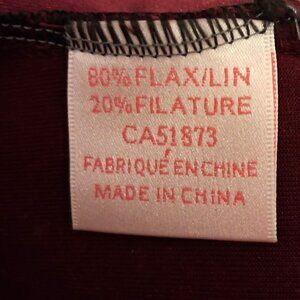 80% FLAX/LIN
20% FILATURE
CA51873
FABRIQUÉ EN CHINE
MADE IN CHINA